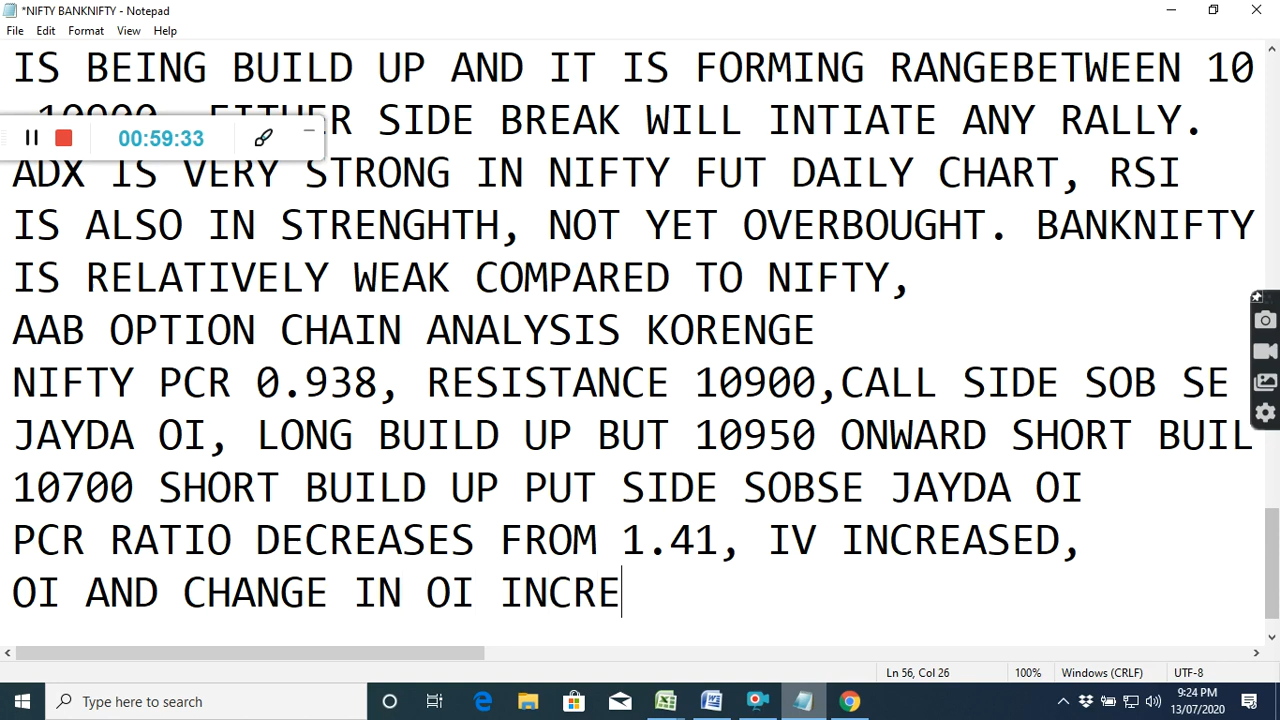 *NIFTY BANKNIFTY - Notepad
File Edit Format View Help
IS BEING BUILD UP AND IT IS FORMING RANGEBETWEEN 10
10900. EITHER SIDE BREAK WILL INTIATE ANY RALLY.
00:59:33
ADX IS VERY STRONG IN NIFTY FUT DAILY CHART, RSI
IS ALSO IN STRENGHTH, NOT YET OVERBOUGHT. BANKNIFTY
IS RELATIVELY WEAK COMPARED TO NIFTY,
AAB OPTION CHAIN ANALYSIS KORENGE
NIFTY PCR 0.938, RESISTANCE 10900,CALL SIDE SOB SE
JAYDA OI, LONG BUILD UP BUT 10950 ONWARD SHORT BUIL
10700 SHORT BUILD UP PUT SIDE SOBSE JAYDA OI
PCR RATIO DECREASES FROM 1.41, IV INCREASED,
OI AND CHANGE IN OI INCRE
Ln 56, Col 26 100% Windows (CRLF) UTF-8
Type here to search
9:24 PM
13/07/2020